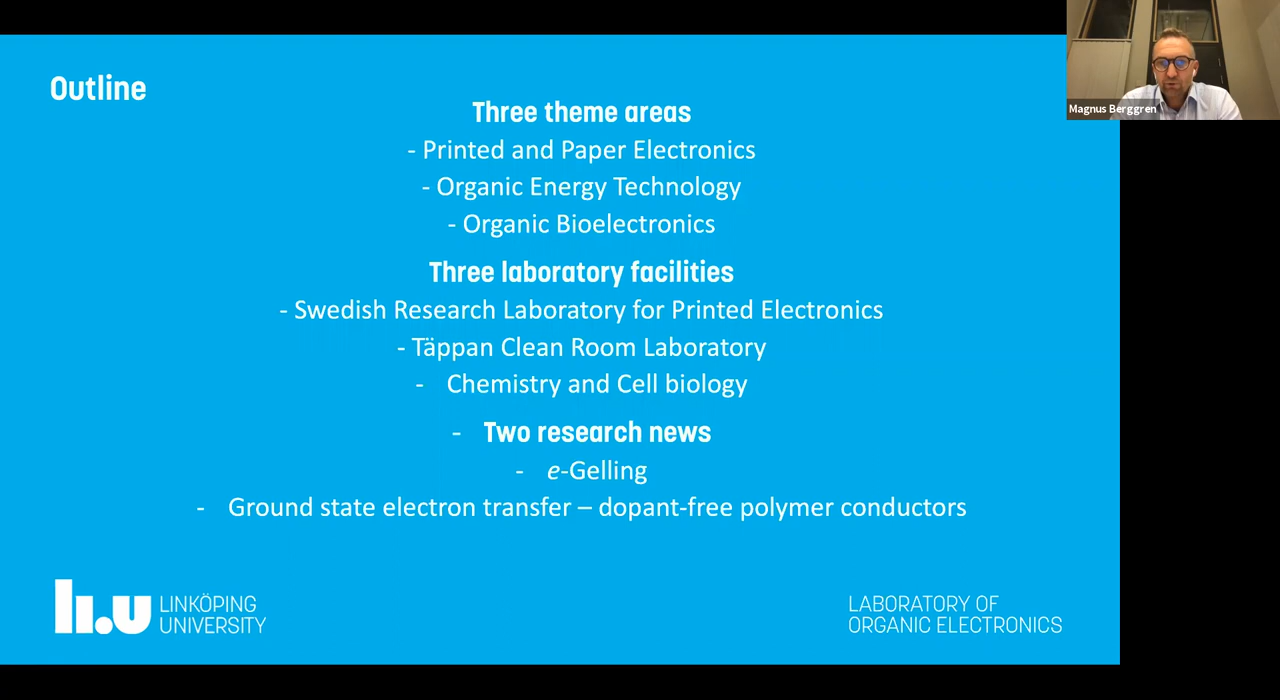 Outline
Three theme areas
- Printed and Paper Electronics
- Organic Energy Technology
- Organic Bioelectronics
Three laboratory facilities
- Swedish Research Laboratory for Printed Electronics
- Täppan Clean Room Laboratory
- Chemistry and Cell biology
- Two research news
- e-Gelling
- Ground state electron transfer – dopant-free polymer conductors
li.u LINKÖPING
UNIVERSITY
LABORATORY OF
ORGANIC ELECTRONICS
Magnus Berggren